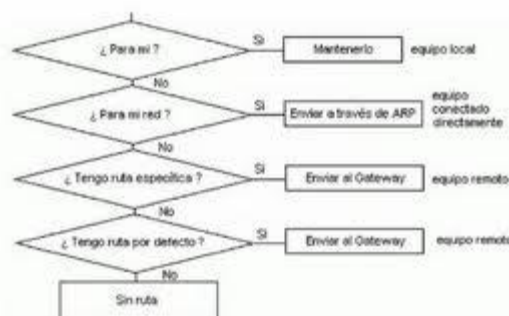 ¿ Para mi ?
Si
Mantenerlo
equipo local
No
¿ Para mi red ?
Si
Enviar a través de ARP
equipo
conectado
directamente
No
¿ Tengo ruta específica ?
Si
Enviar al Gateway
equipo remoto
No
¿ Tengo ruta por defecto ?
Si
Enviar al Gateway
equipo remoto
No
Sin ruta